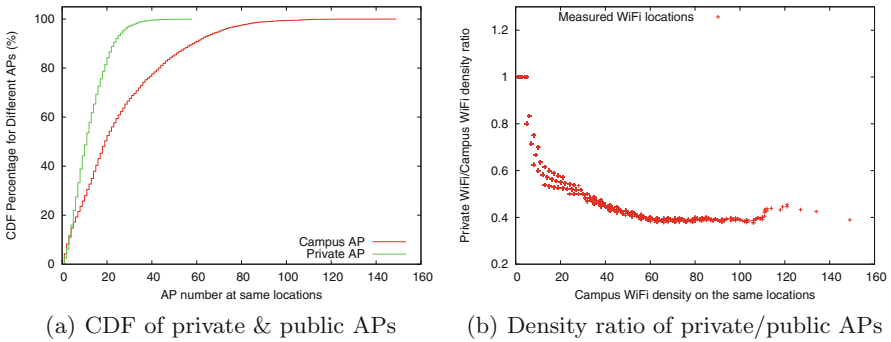 CDF Percentage for Different APs (%)
100
80
60
40
20
0
Campus AP
Private AP
0 20 40 60 80 100 120 140 160
AP number at same locations
(a) CDF of private & public APs
Private WiFi/Campus WiFi density ratio
Measured WiFi locations
1.2
1
0.8
0.6
0.4
0.2
0 20 40 60 80 100 120 140 160
Campus WiFi density on the same locations
(b) Density ratio of private/public APs